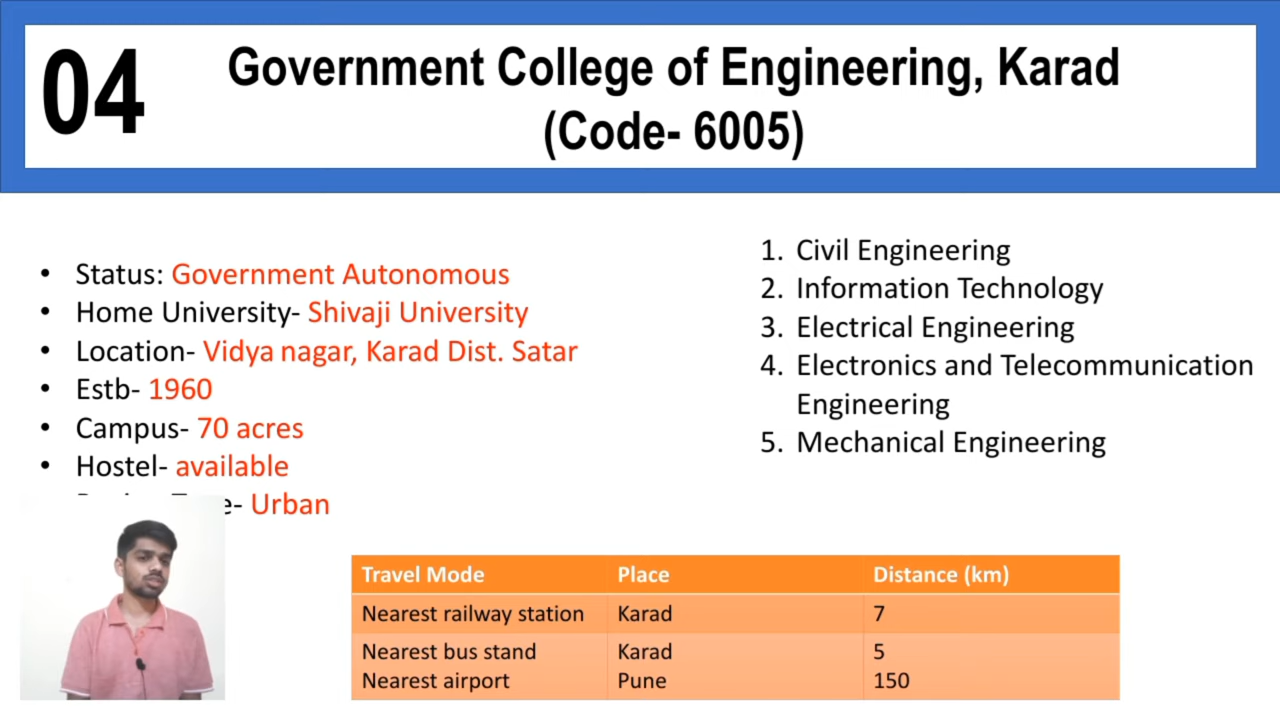 04
Government College of Engineering, Karad
(Code- 6005)
• Status: Government Autonomous
• Home University- Shivaji University
• Location- Vidya nagar, Karad Dist. Satar
• Estb- 1960
• Campus- 70 acres
• Hostel- available
Urban
1. Civil Engineering
2. Information Technology
3. Electrical Engineering
4. Electronics and Telecommunication
Engineering
5. Mechanical Engineering
Travel Mode Place Distance (km)
Nearest railway station Karad 7
Nearest bus stand Karad 5
Nearest airport Pune 150